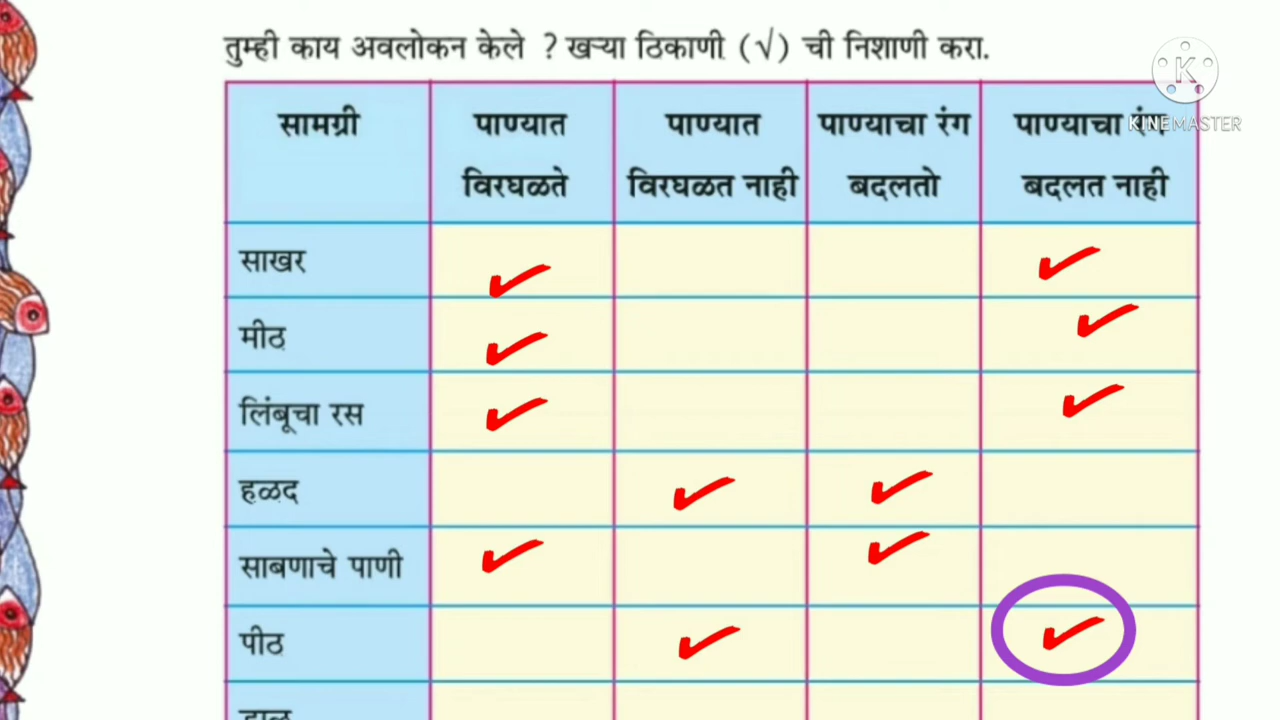 तुम्ही काय अवलोकन केले ? खऱ्या ठिकाणी (√) ची निशाणी करा.
K
KINEMASTER
सामग्री पाण्यात विरघळते पाण्यात विरघळत नाही पाण्याचा रंग बदलतो पाण्याचा बदलत नाही
साखर ✓ ✓
मीठ ✓ ✓
लिंबूचा रस ✓ ✓
हळद ✓ ✓
साबणाचे पाणी ✓ ✓
पीठ ✓ ✓